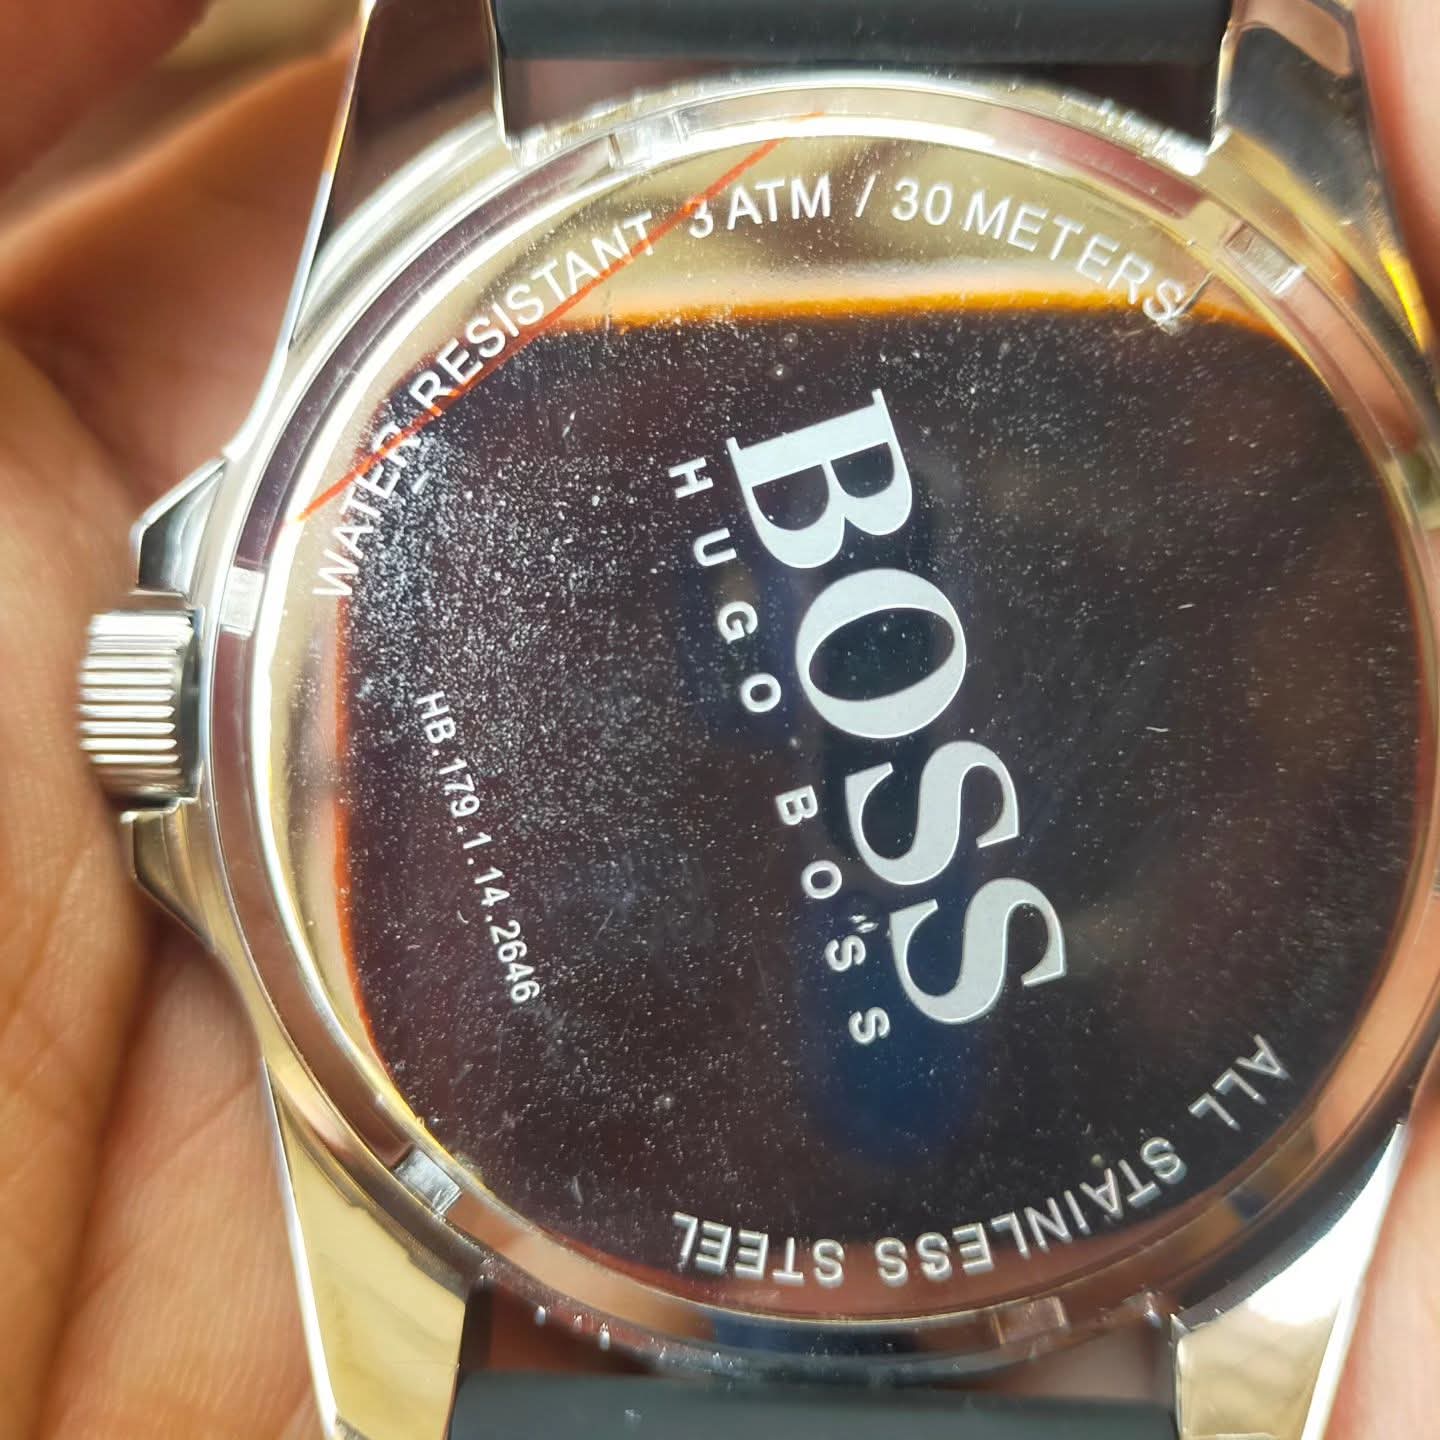 WATER RESISTANT 3 ATM / 30 METERS
BOSS
HUGO BOSS
HB.179.1.14.2646
ALL STAINLESS STEEL